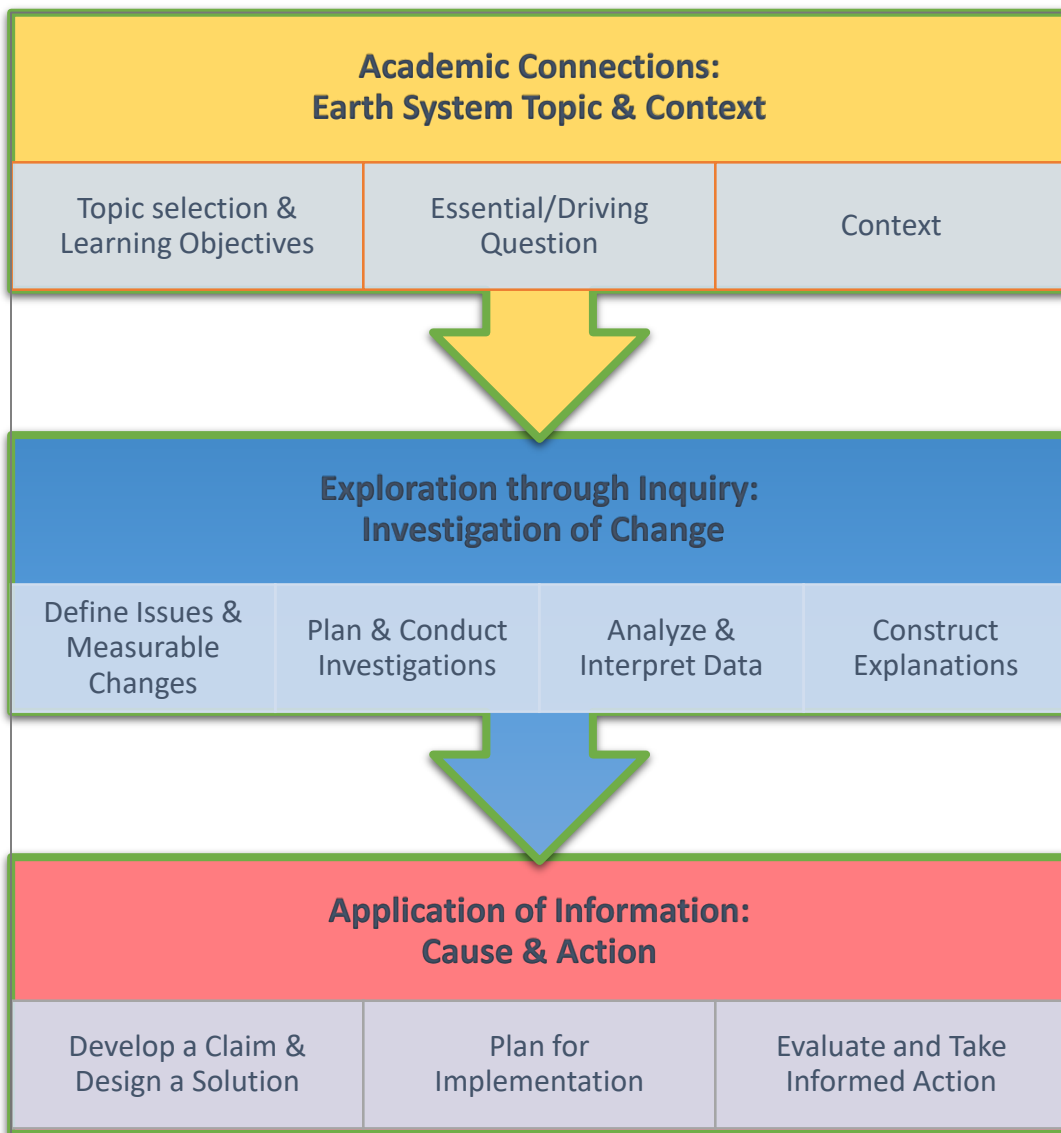 Academic Connections:
Earth System Topic & Context
Topic selection &
Learning Objectives
Essential/Driving
Question
Context
Exploration through Inquiry:
Investigation of Change
Define Issues &
Measurable
Changes
Plan & Conduct
Investigations
Analyze &
Interpret Data
Construct
Explanations
Application of Information:
Cause & Action
Develop a Claim &
Design a Solution
Plan for
Implementation
Evaluate and Take
Informed Action